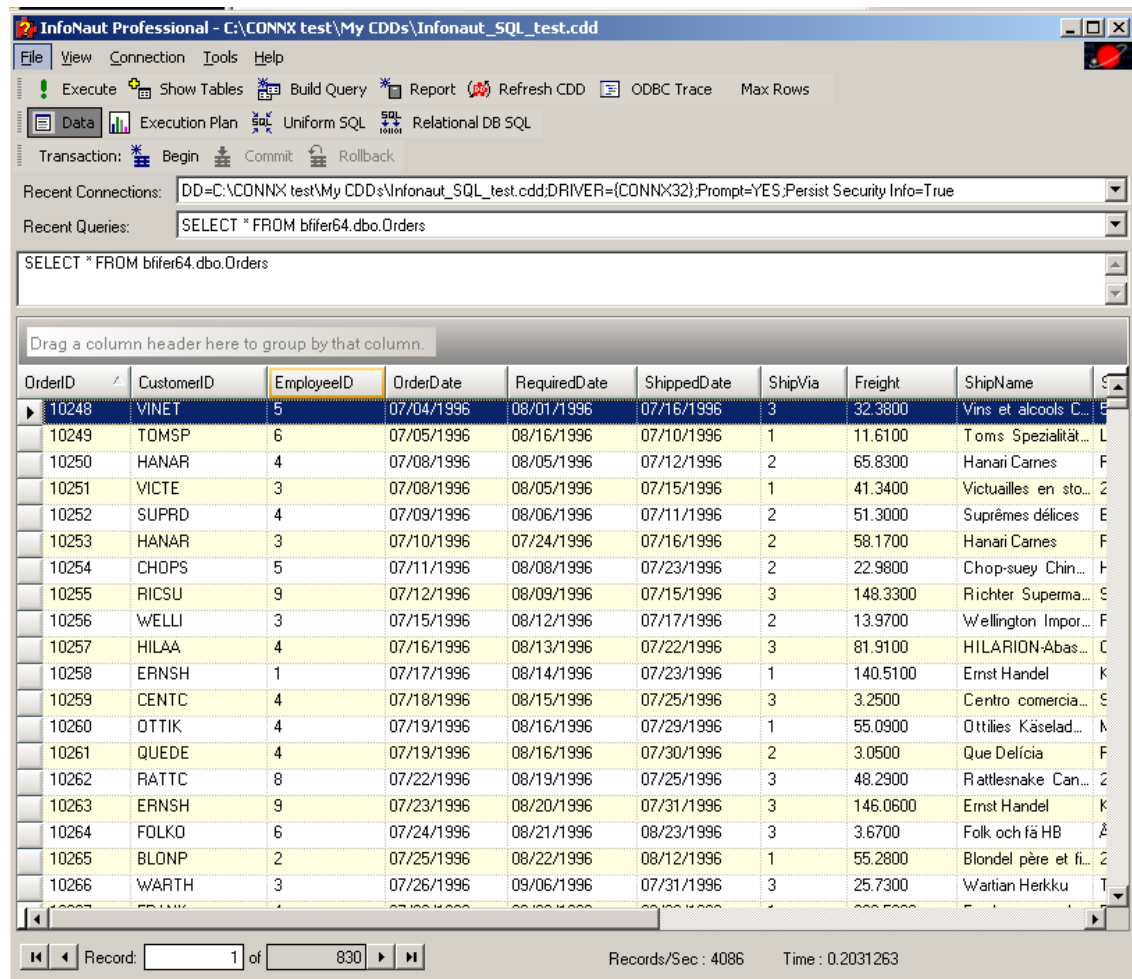 InfoNaut Professional - C:\CONNX test\My CDDs\Infonaut_SQL_test.cdd
File View Connection Tools Help
Execute Show Tables Build Query Report Refresh CDD ODBC Trace Max Rows
Data Execution Plan Uniform SQL Relational DB SQL
Transaction: Begin Commit Rollback
Recent Connections: DD=C:\CONNX test\My CDDs\Infonaut_SQL_test.cdd;DRIVER={CONNX32};Prompt=YES;Persist Security Info=True
Recent Queries: SELECT * FROM bfifer64.dbo.Orders
SELECT * FROM bfifer64.dbo.Orders
Drag a column header here to group by that column.
OrderID CustomerID EmployeeID OrderDate RequiredDate ShippedDate ShipVia Freight ShipName
10248 VINET 5 07/04/1996 08/01/1996 07/16/1996 3 32.3800 Vins et alcools C...
10249 TOMSP 6 07/05/1996 08/16/1996 07/10/1996 1 11.6100 Toms Spezialität...
10250 HANAR 4 07/08/1996 08/05/1996 07/12/1996 2 65.8300 Hanari Carnes
10251 VICTE 3 07/08/1996 08/05/1996 07/15/1996 1 41.3400 Victuailles en sto...
10252 SUPRD 4 07/09/1996 08/06/1996 07/11/1996 2 51.3000 Suprêmes délices
10253 HANAR 3 07/10/1996 07/24/1996 07/16/1996 2 58.1700 Hanari Carnes
10254 CHOPS 5 07/11/1996 08/08/1996 07/23/1996 2 22.9800 Chop-suey Chin...
10255 RICSU 9 07/12/1996 08/09/1996 07/15/1996 3 148.3300 Richter Superma...
10256 WELLI 3 07/15/1996 08/12/1996 07/17/1996 2 13.9700 Wellington Impor...
10257 HILAA 4 07/16/1996 08/13/1996 07/22/1996 3 81.9100 HILARION-Abas...
10258 ERNSH 1 07/17/1996 08/14/1996 07/23/1996 1 140.5100 Ernst Handel
10259 CENTC 4 07/18/1996 08/15/1996 07/25/1996 3 3.2500 Centro comercia...
10260 OTTIK 4 07/19/1996 08/16/1996 07/29/1996 1 55.0900 Ottilies Käselad...
10261 QUEDE 4 07/19/1996 08/16/1996 07/30/1996 2 3.0500 Que Delícia
10262 RATTC 8 07/22/1996 08/19/1996 07/25/1996 3 48.2900 Rattlesnake Can...
10263 ERNSH 9 07/23/1996 08/20/1996 07/31/1996 3 146.0600 Ernst Handel
10264 FOLKO 6 07/24/1996 08/21/1996 08/23/1996 3 3.6700 Folk och fä HB
10265 BLONP 2 07/25/1996 08/22/1996 08/12/1996 1 55.2800 Blondel père et fi...
10266 WARTH 3 07/26/1996 09/06/1996 07/31/1996 3 25.7300 Wartian Herkku
Record: 1 of 830 Records/Sec : 4086 Time : 0.2031263